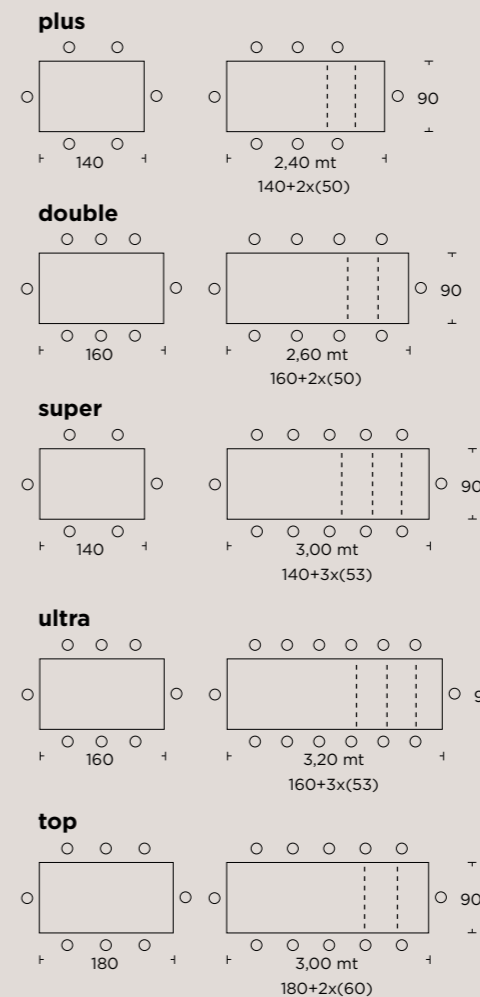 plus
90
140
2,40 mt
140+2x(50)
double
90
160
2,60 mt
160+2x(50)
super
90
140
3,00 mt
140+3x(53)
ultra
160
3,20 mt
160+3x(53)
top
90
180
3,00 mt
180+2x(60)